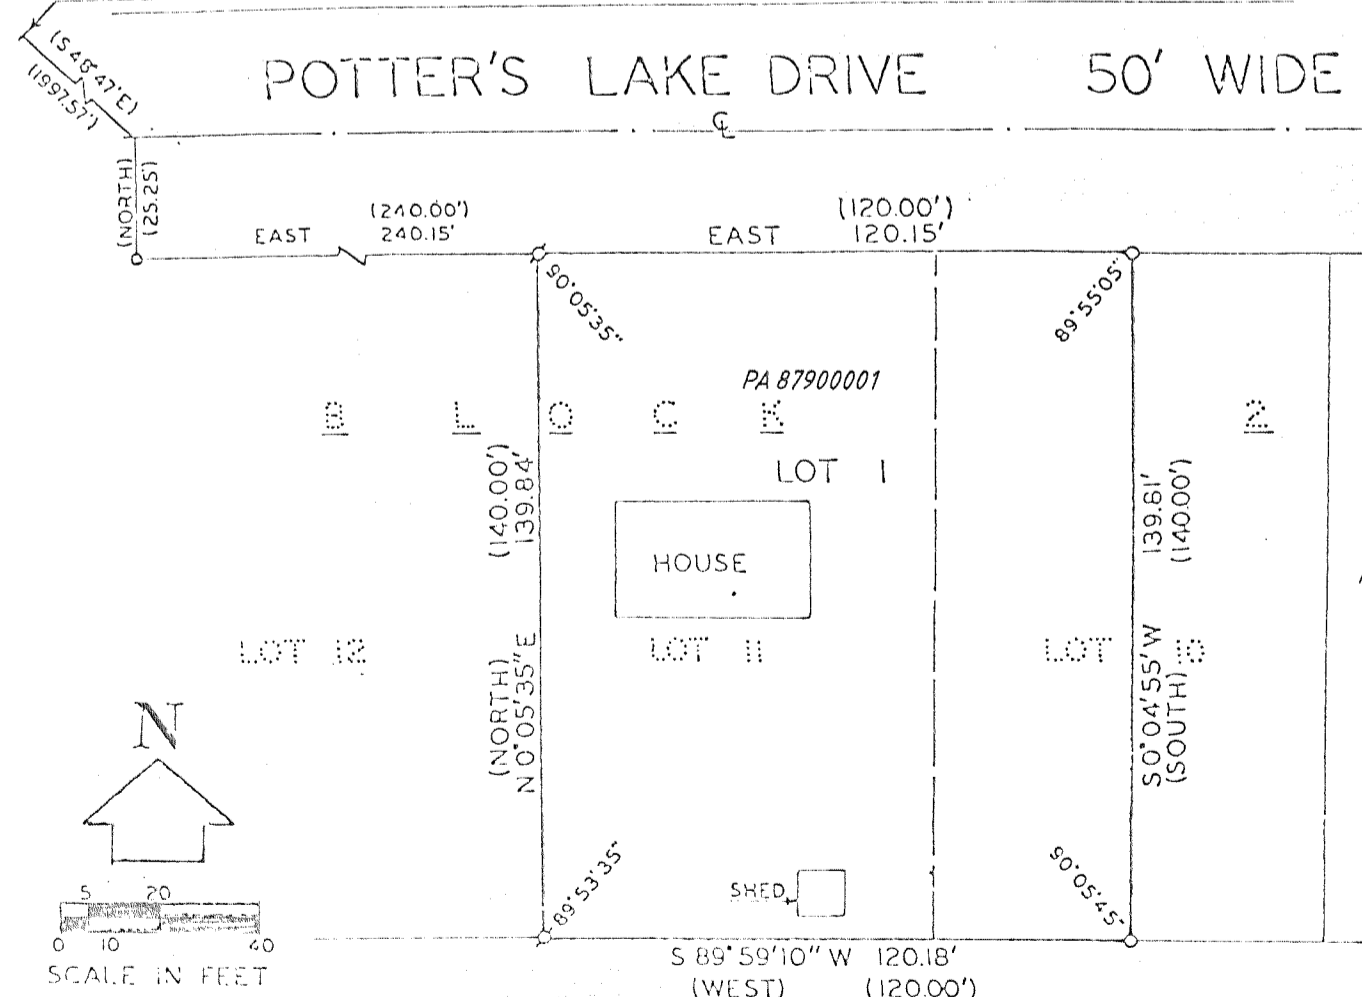 (S 48°47' E)
(1997.57')
POTTER'S LAKE DRIVE 50' WIDE
℄
(NORTH)
(25.25')
(240.00')
EAST 240.15'
(120.00')
EAST 120.15'
90°05'35"
89°55'05"
PA 87900001
B L O C K 2
LOT 1
(140.00')
139.84'
139.81'
(140.00')
HOUSE
LOT 12
LOT 11
LOT 10
(NORTH)
N 0°05'35" E
S 0°04'55' W
(SOUTH)
N
89°53'35"
90°05'45"
SHED
5 20
0 10 40
SCALE IN FEET
S 89°59'10" W 120.18'
(WEST) (120.00')